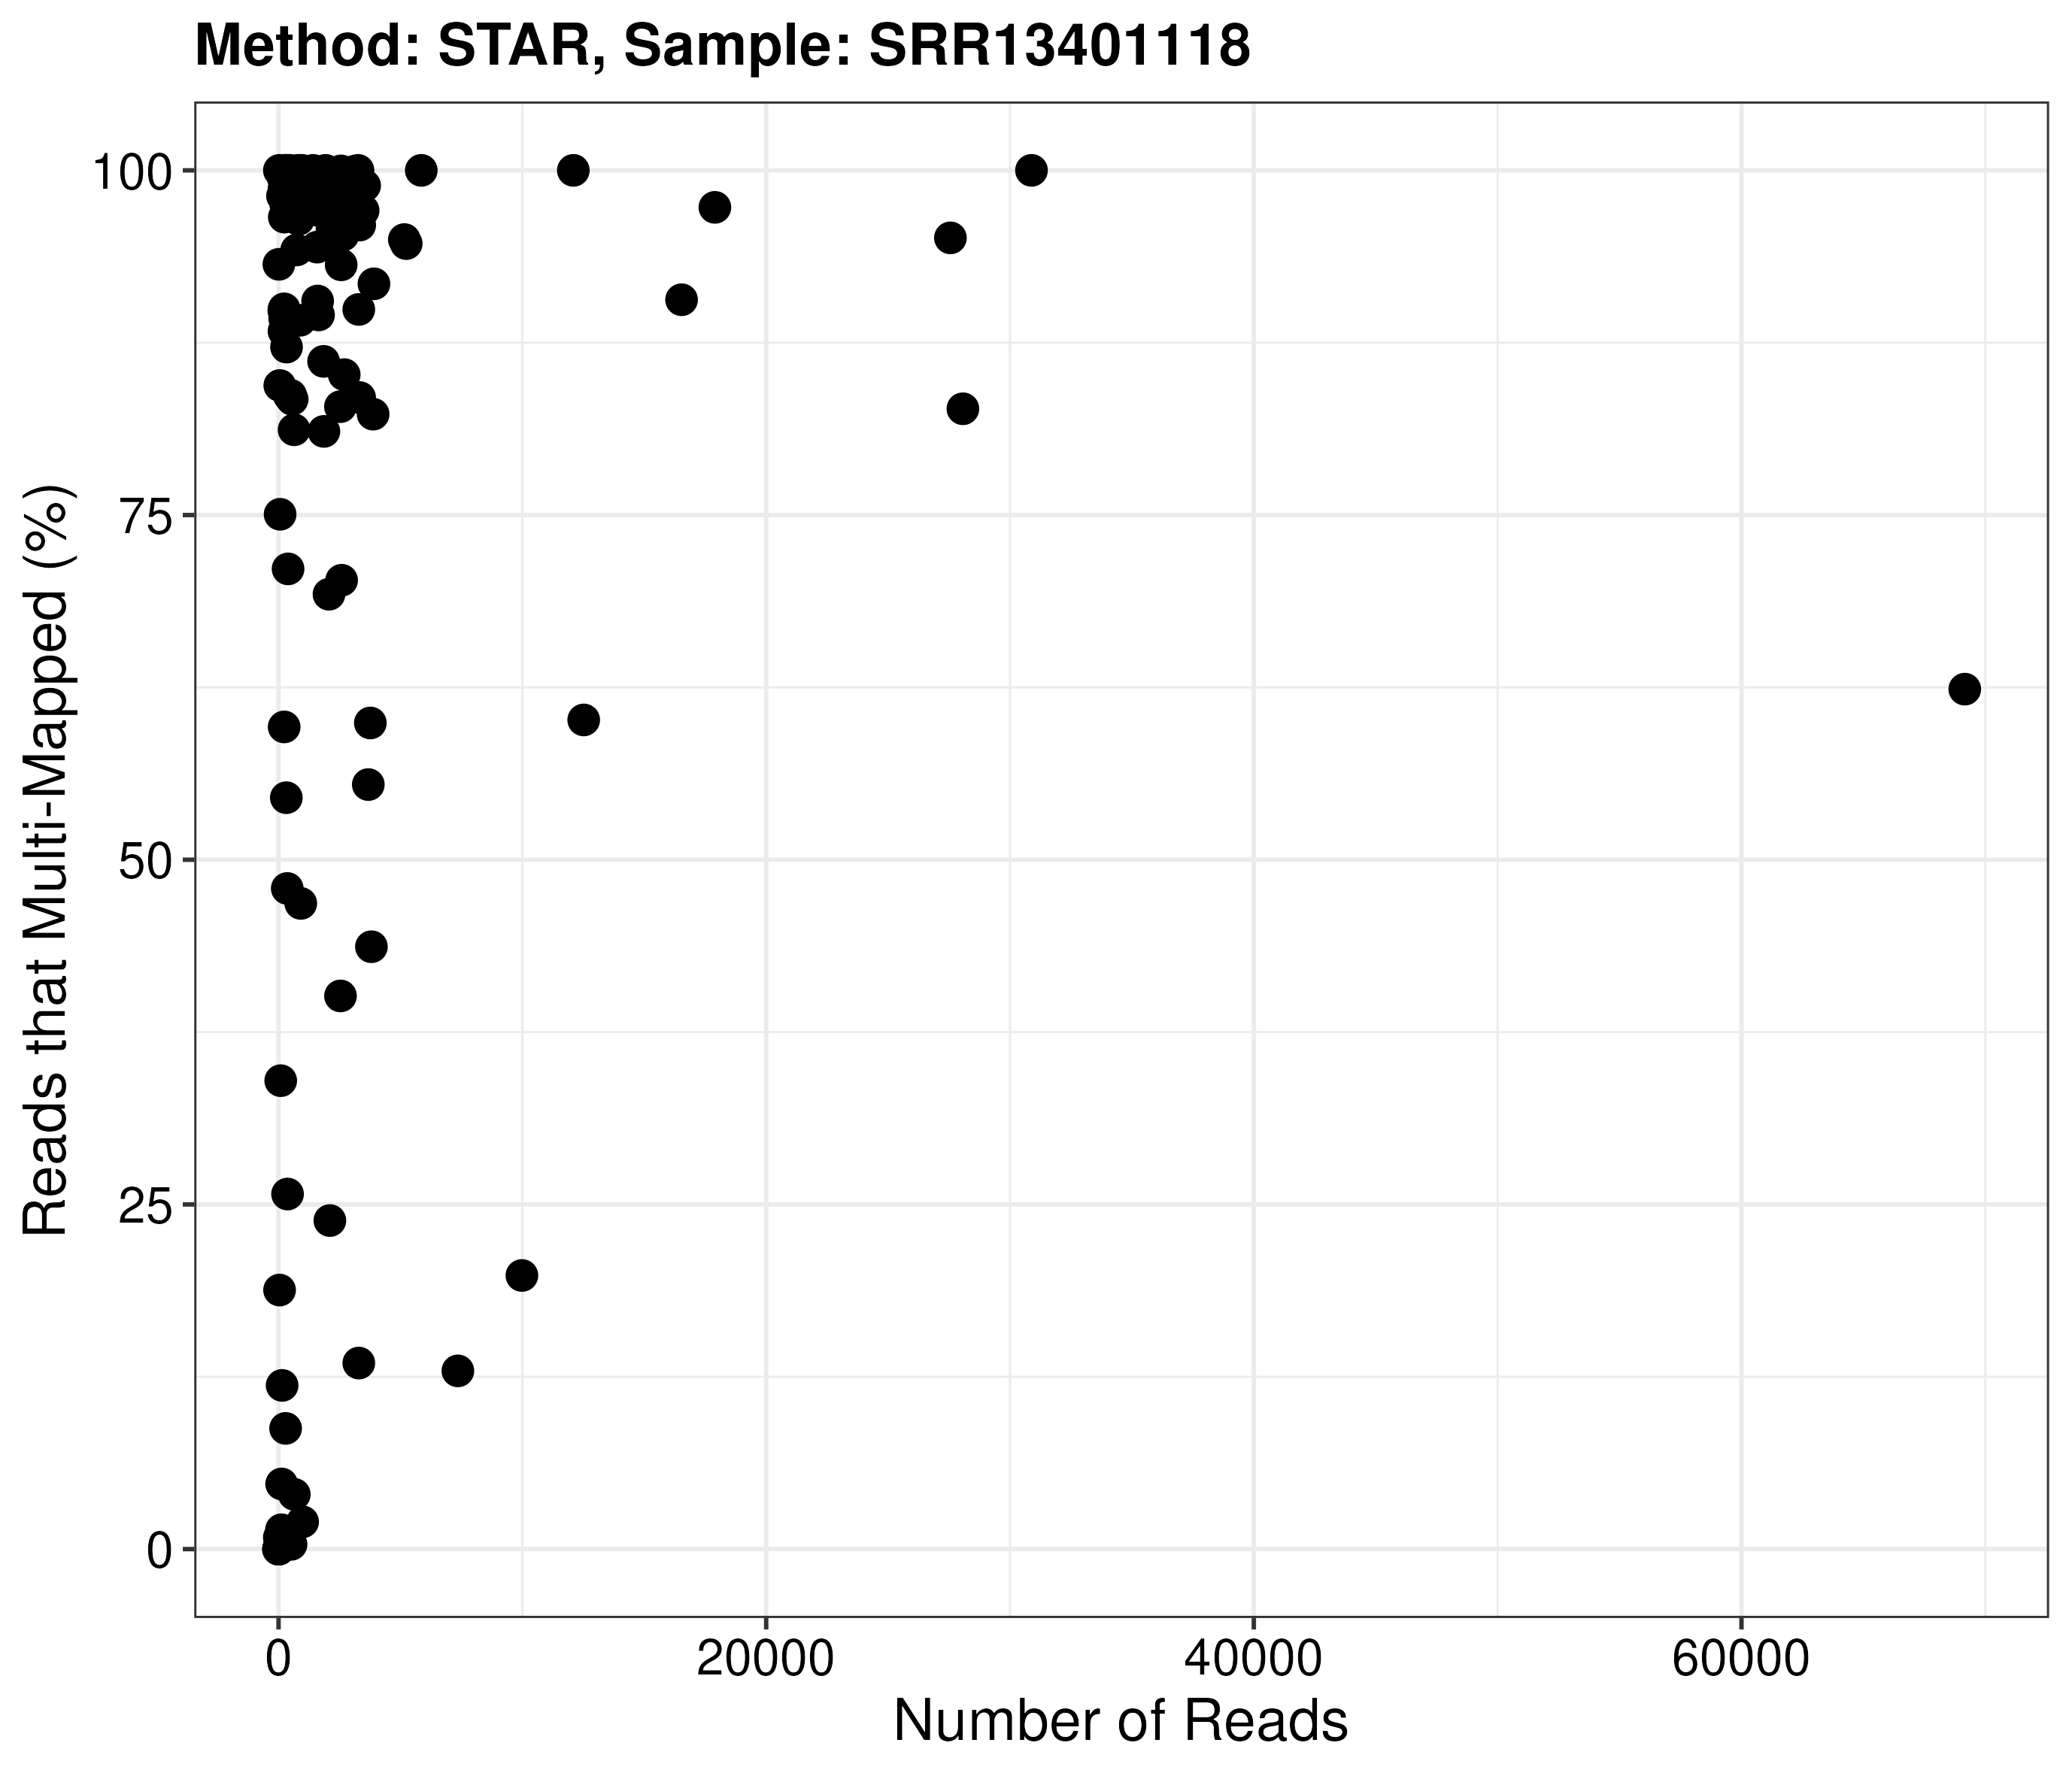 Method: STAR, Sample: SRR13401118
Reads that Multi-Mapped (%)
100
75
50
25
0
0 20000 40000 60000
Number of Reads